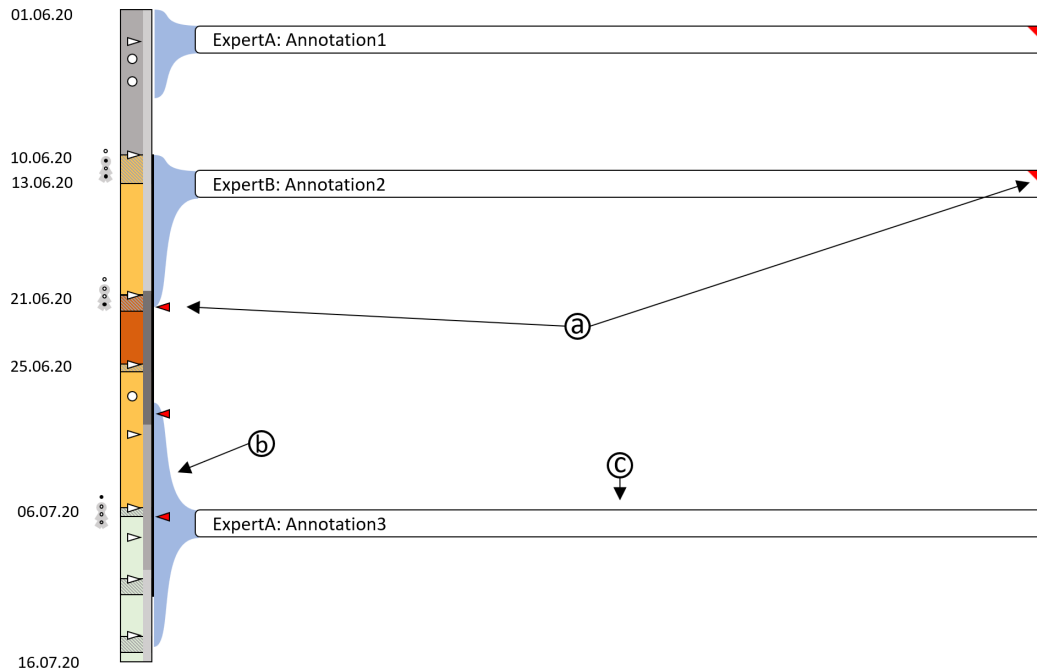 01.06.20
ExpertA: Annotation1
10.06.20
13.06.20
ExpertB: Annotation2
21.06.20
a
25.06.20
b
c
06.07.20
ExpertA: Annotation3
16.07.20